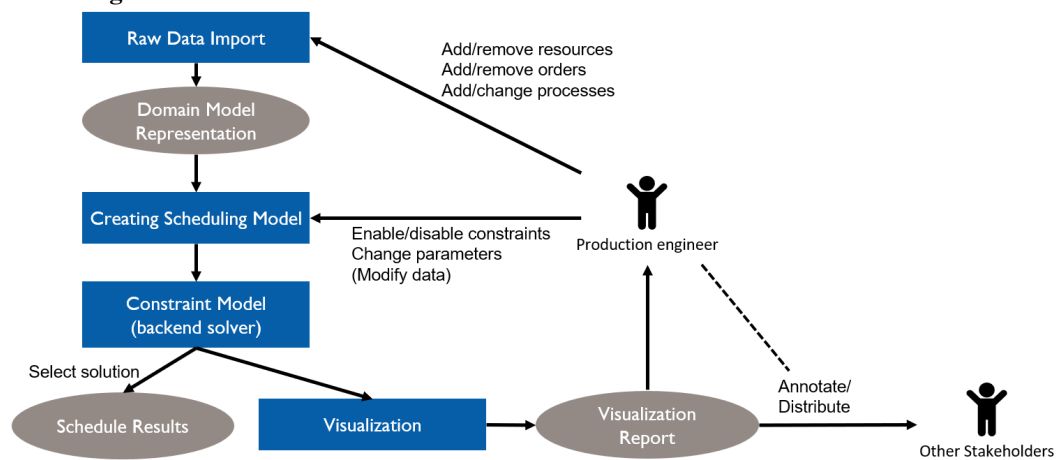 Raw Data Import
Add/remove resources
Add/remove orders
Add/change processes
Domain Model
Representation
Creating Scheduling Model
Enable/disable constraints
Change parameters
(Modify data)
Production engineer
Constraint Model
(backend solver)
Select solution
Schedule Results
Visualization
Visualization
Report
Annotate/
Distribute
Other Stakeholders